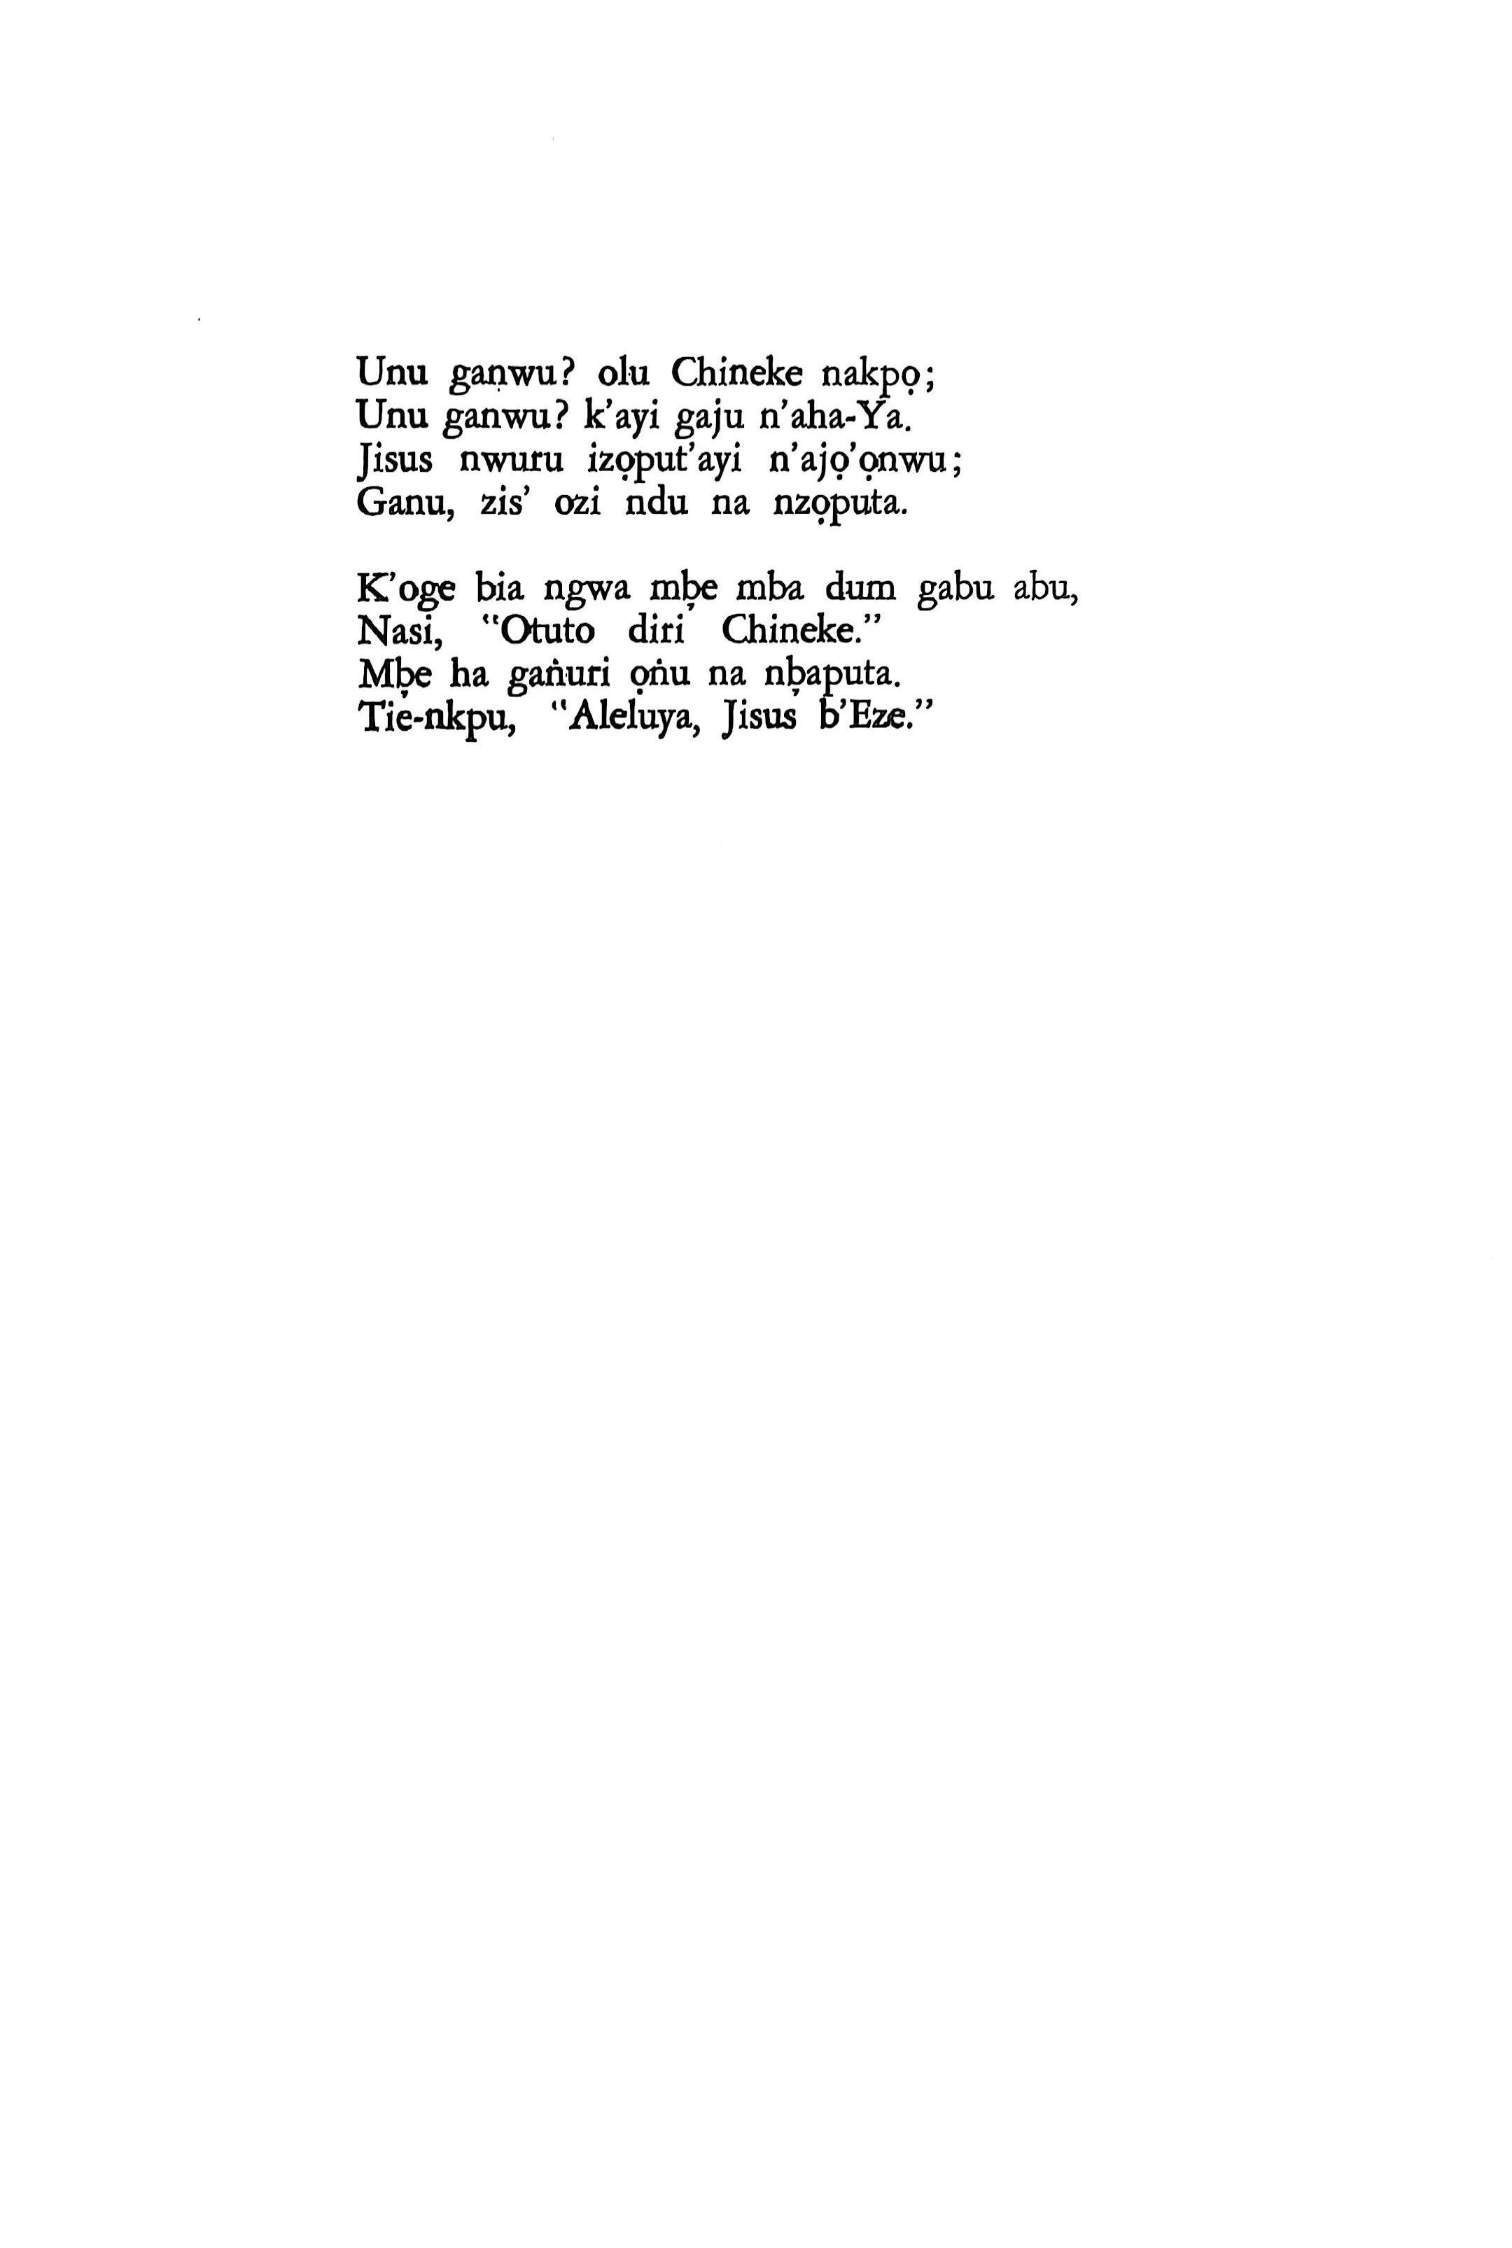 Unu gaṇwu? olu Chineke nakpọ;
Unu ganwu? k’ayi gaju n’aha-Ya.
Jisus nwuru izọput’ayi n’ajọ’ọnwu;
Ganu, zis’ ozi ndu na nzọputa.

K’oge bia ngwa mḅe mba dum gabu abu,
Nasi, “Otuto diri Chineke.”
Mḅe ha gaṅuri ọṅu na nḅaputa.
Tie-nkpu, “Aleluya, Jisus b’Eze.”